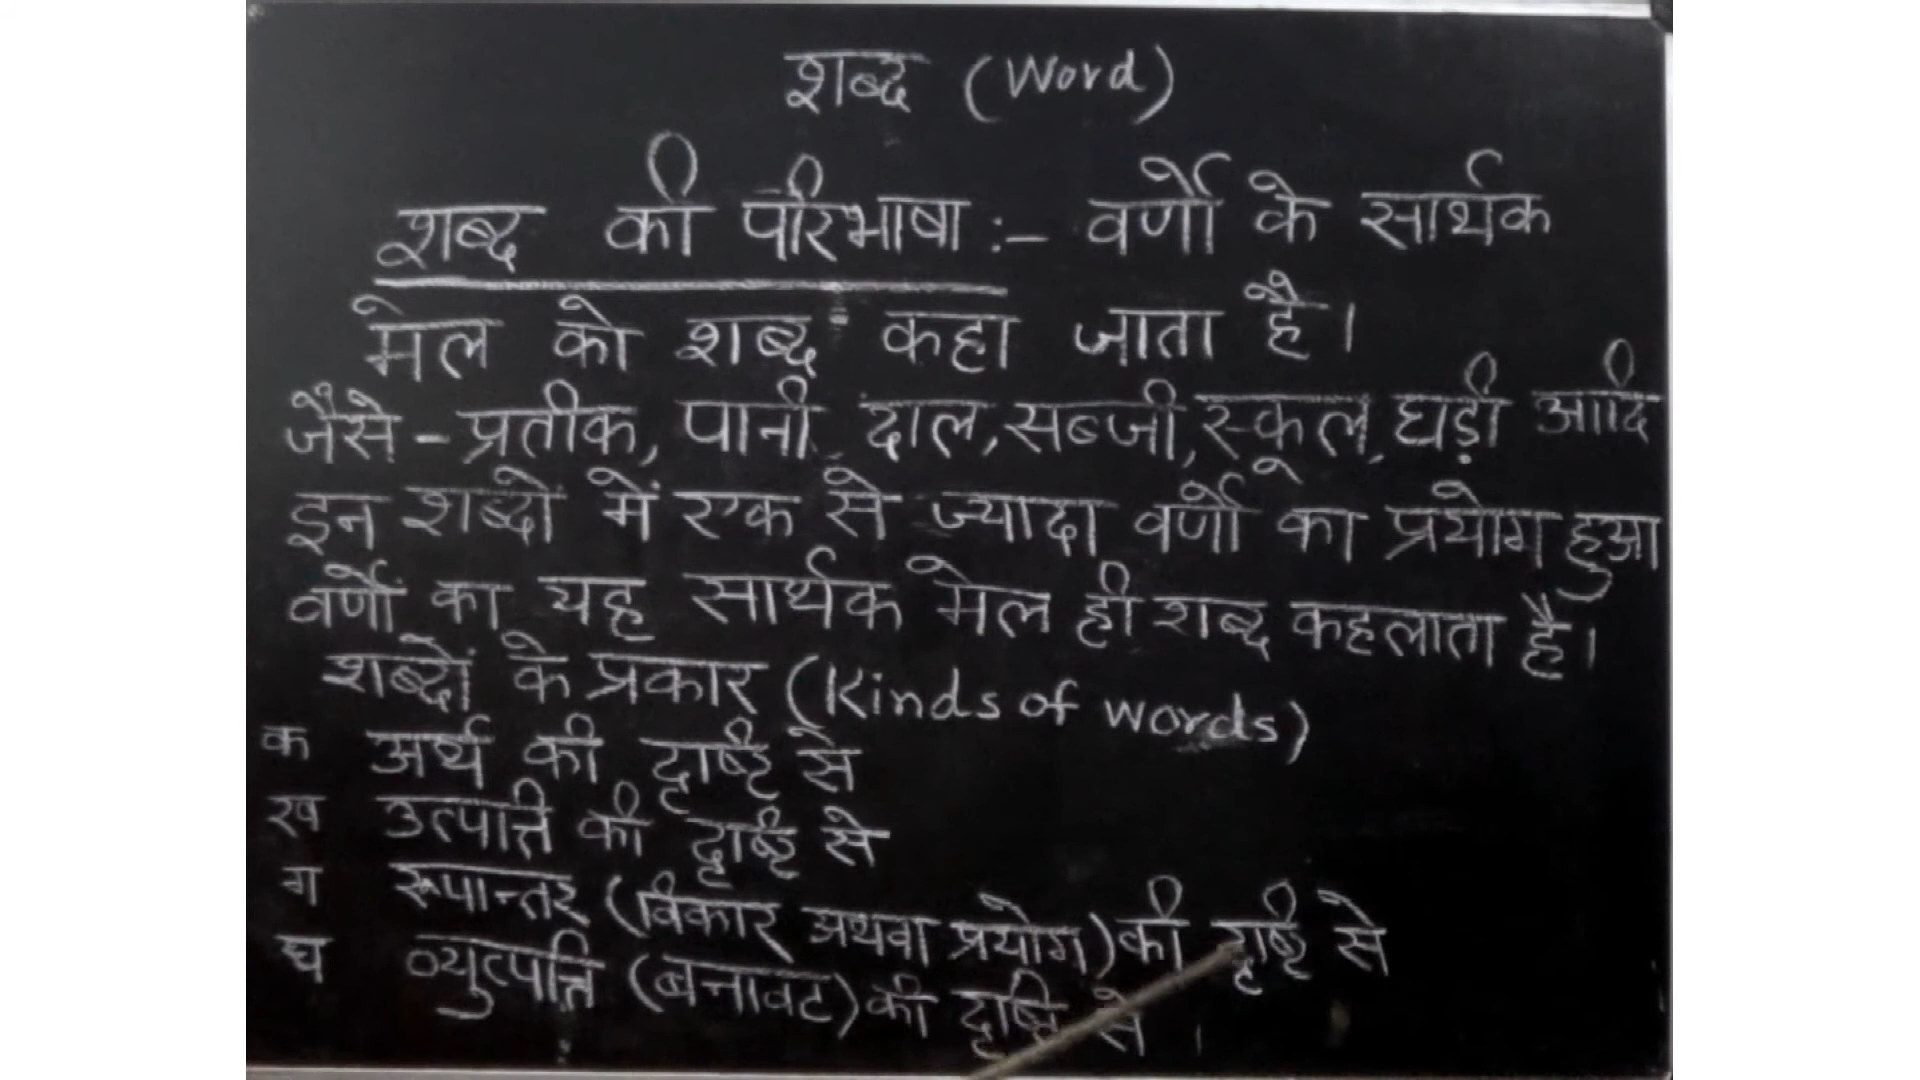 शब्द (Word)
शब्द की परिभाषा :- वर्णो के सार्थक
मेल को शब्द कहा जाता है।
जैसे - प्रतीक, पानी, दाल, सब्जी, स्कूल, घड़ी आदि
इन शब्दों में एक से ज्यादा वर्णो का प्रयोग हुआ
वर्णों का यह सार्थक मेल ही शब्द कहलाता है।
शब्दों के प्रकार (Kinds of words)
क अर्थ की दृष्टि से
ख उत्पत्ति की दृष्टि से
ग रूपान्तर (विकार अथवा प्रयोग) की दृष्टि से
घ व्युत्पत्ति (बनावट) की दृष्टि से ।